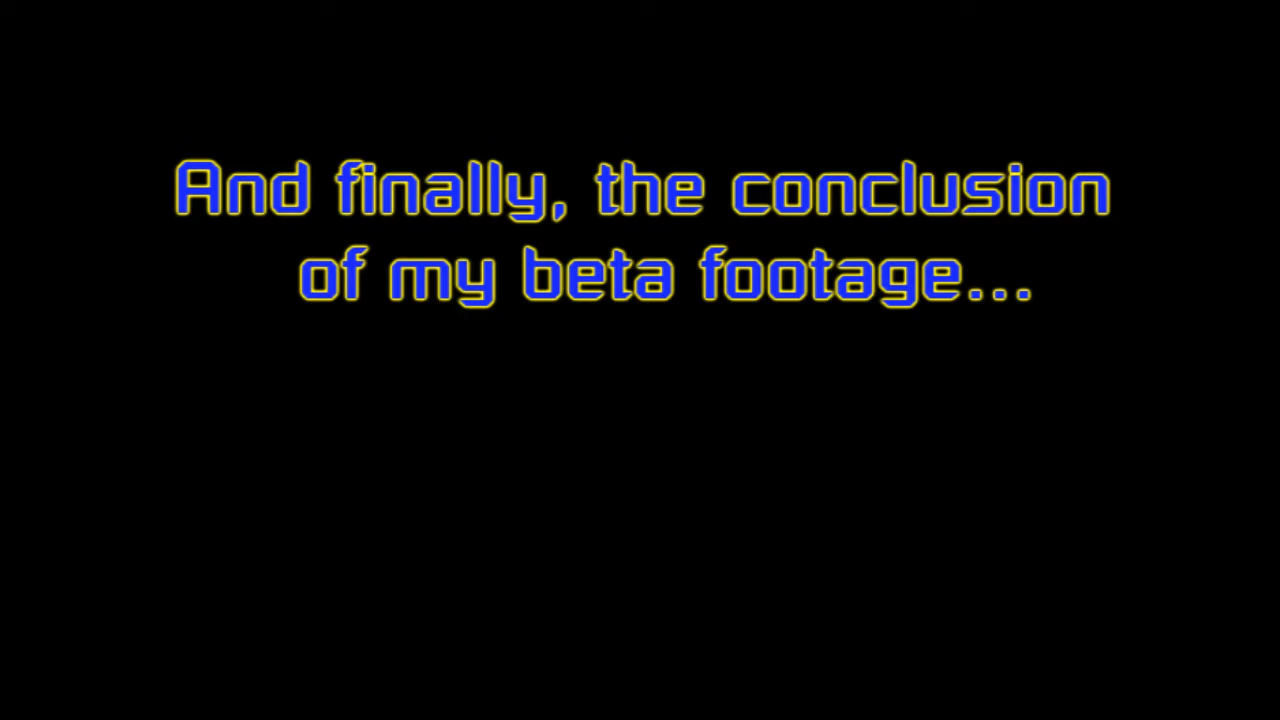 And finally, the conclusion
of my beta footage...